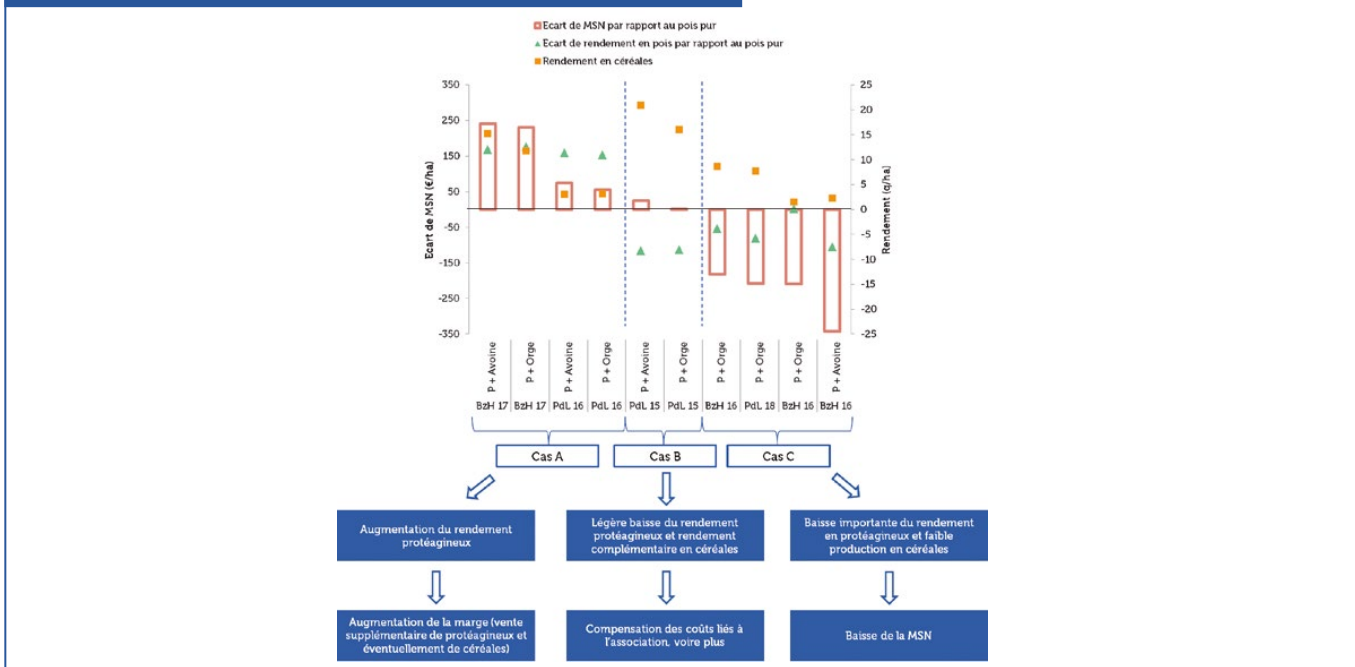 Ecart de MSN par rapport au pois pur
Ecart de rendement en pois par rapport au pois pur
Rendement en céréales
350
250
150
50
-50
-150
-250
-350
Ecart de MSN (€/ha)
25
20
15
10
5
0
-5
-10
-15
-20
-25
Rendement (q/ha)
P + Avoine
P + Orge
P + Avoine
P + Orge
P + Avoine
P + Orge
P + Orge
P + Orge
P + Orge
P + Avoine
BzH 17 BzH 17 PdL 16 PdL 16 PdL 15 PdL 15 BzH 16 PdL 18 BzH 16 BzH 16
Cas A
Cas B
Cas C
Augmentation du rendement
protéagineux
Légère baisse du rendement
protéagineux et rendement
complémentaire en céréales
Baisse importante du rendement
en protéagineux et faible
production en céréales
Augmentation de la marge (vente
supplémentaire de protéagineux et
éventuellement de céréales)
Compensation des coûts liés à
l'association, voire plus
Baisse de la MSN